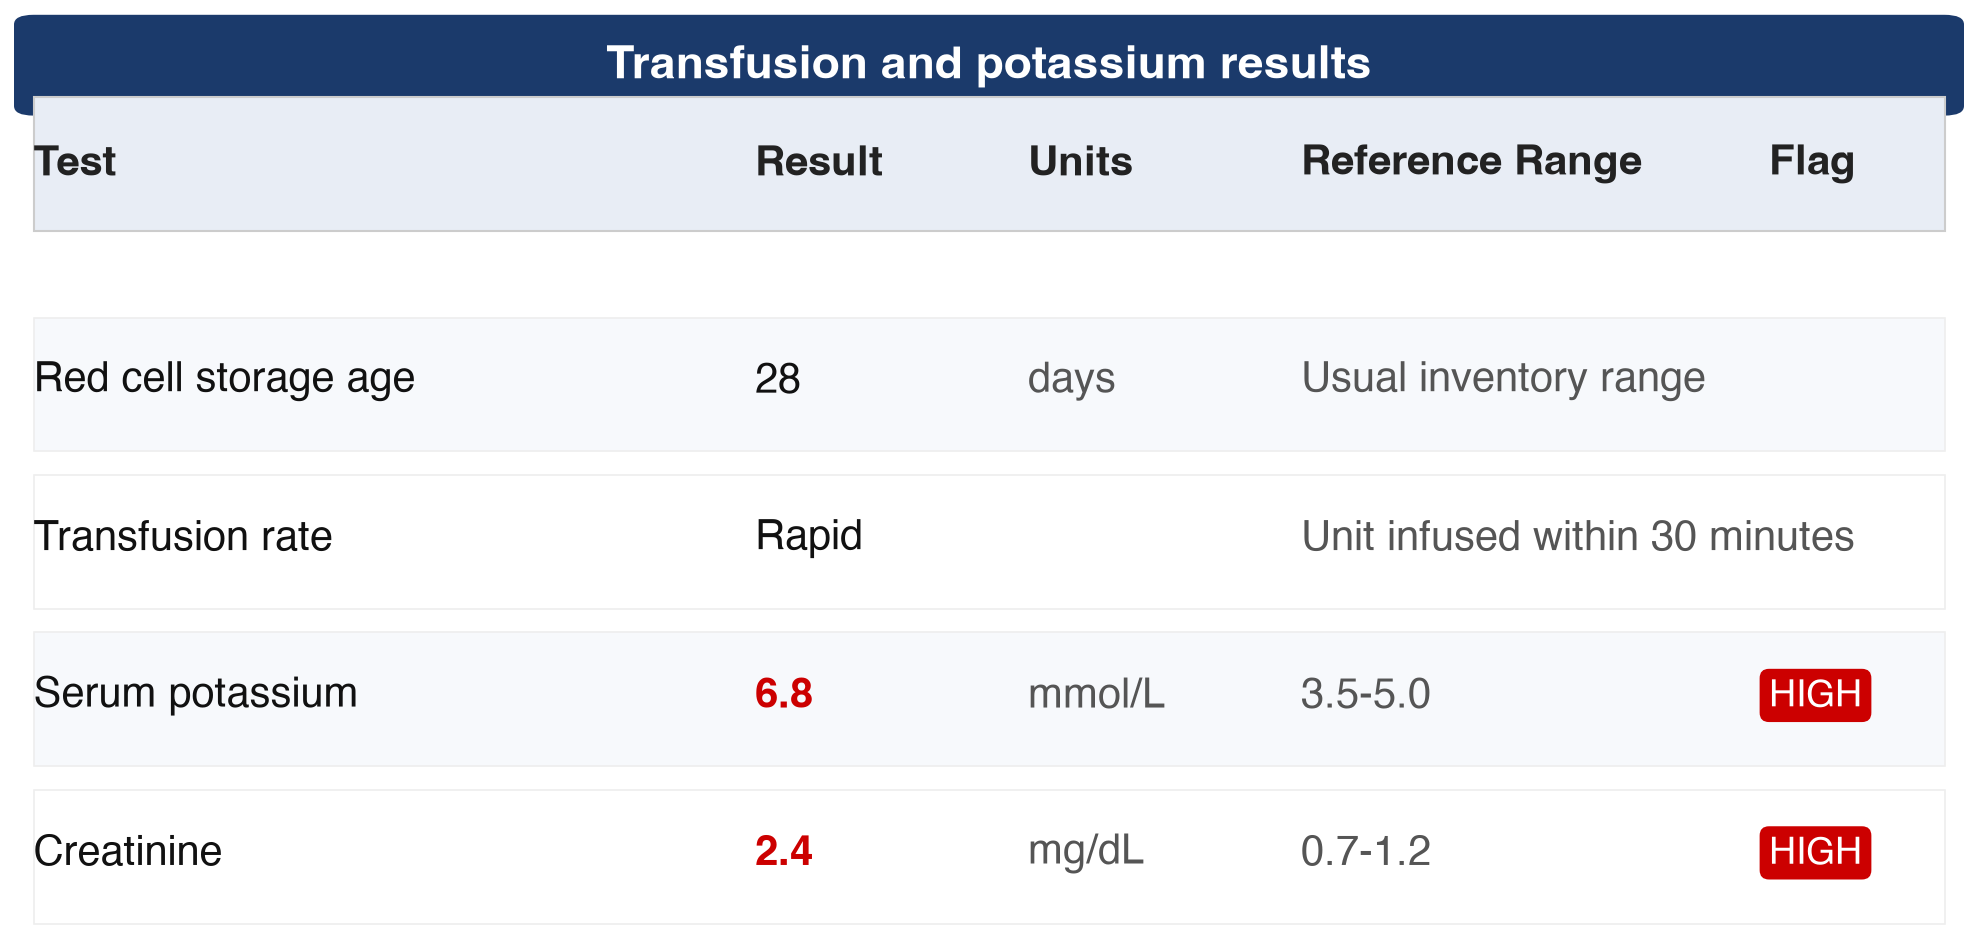 Transfusion and potassium results
Test Result Units Reference Range Flag
Red cell storage age 28 days Usual inventory range
Transfusion rate Rapid Unit infused within 30 minutes
Serum potassium 6.8 mmol/L 3.5-5.0 HIGH
Creatinine 2.4 mg/dL 0.7-1.2 HIGH